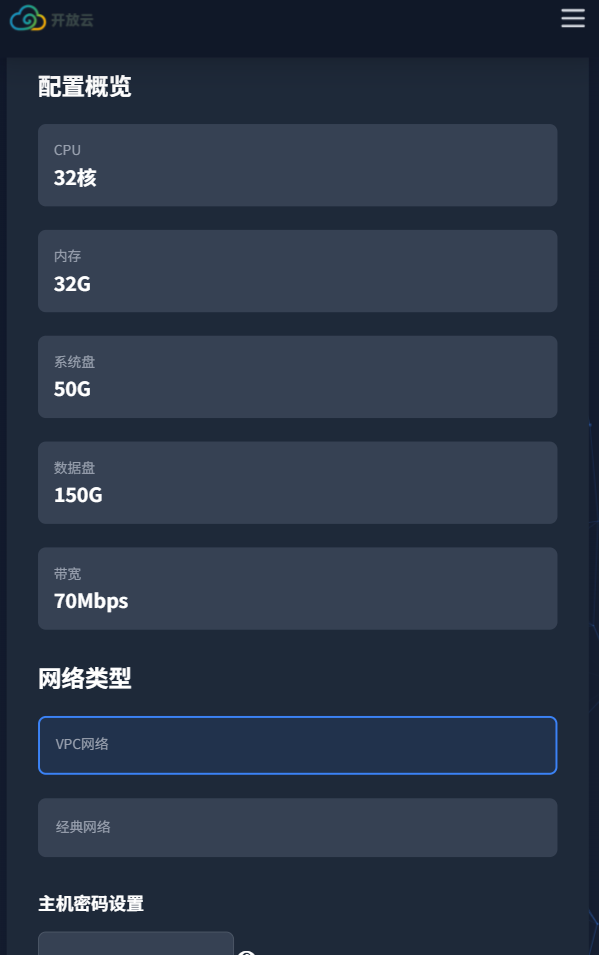 开放云
配置概览
CPU
32核
内存
32G
系统盘
50G
数据盘
150G
带宽
70Mbps
网络类型
VPC网络
经典网络
主机密码设置